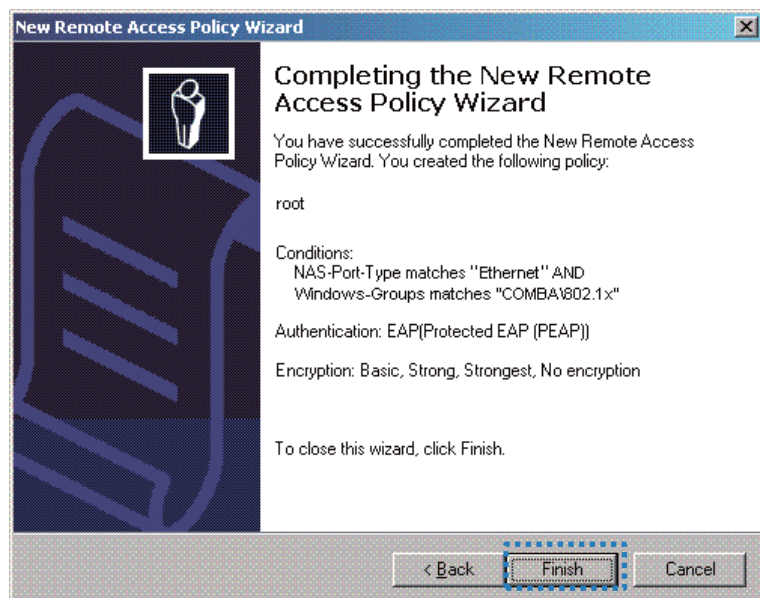 New Remote Access Policy Wizard
Completing the New Remote
Access Policy Wizard
You have successfully completed the New Remote Access
Policy Wizard. You created the following policy:
root
Conditions:
NAS-Port-Type matches "Ethernet" AND
Windows-Groups matches "COMBA\802.1x"
Authentication: EAP(Protected EAP (PEAP))
Encryption: Basic, Strong, Strongest, No encryption
To close this wizard, click Finish.
< Back Finish Cancel